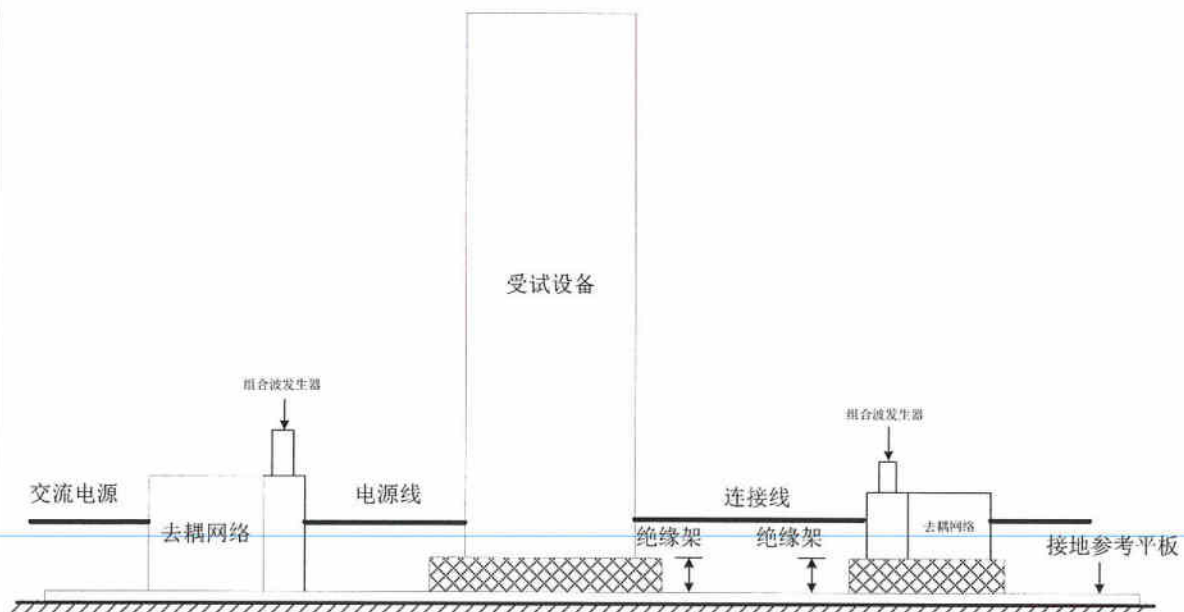 受试设备
组合波发生器
组合波发生器
交流电源
电源线
连接线
去耦网络
去耦网络
绝缘架
绝缘架
接地参考平板